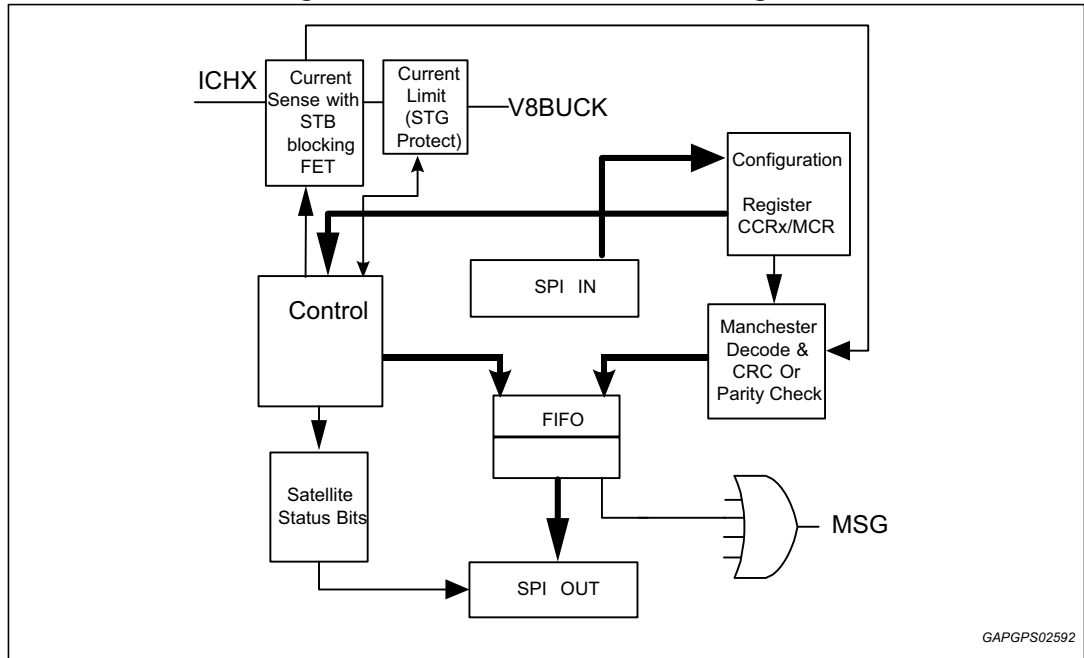 ICHX
Current
Sense with
STB
blocking
FET
Current
Limit
(STG
Protect)
V8BUCK
Configuration
Register
CCRx/MCR
SPI IN
Control
Manchester
Decode &
CRC Or
Parity Check
FIFO
Satellite
Status Bits
MSG
SPI OUT
GAPGPS02592